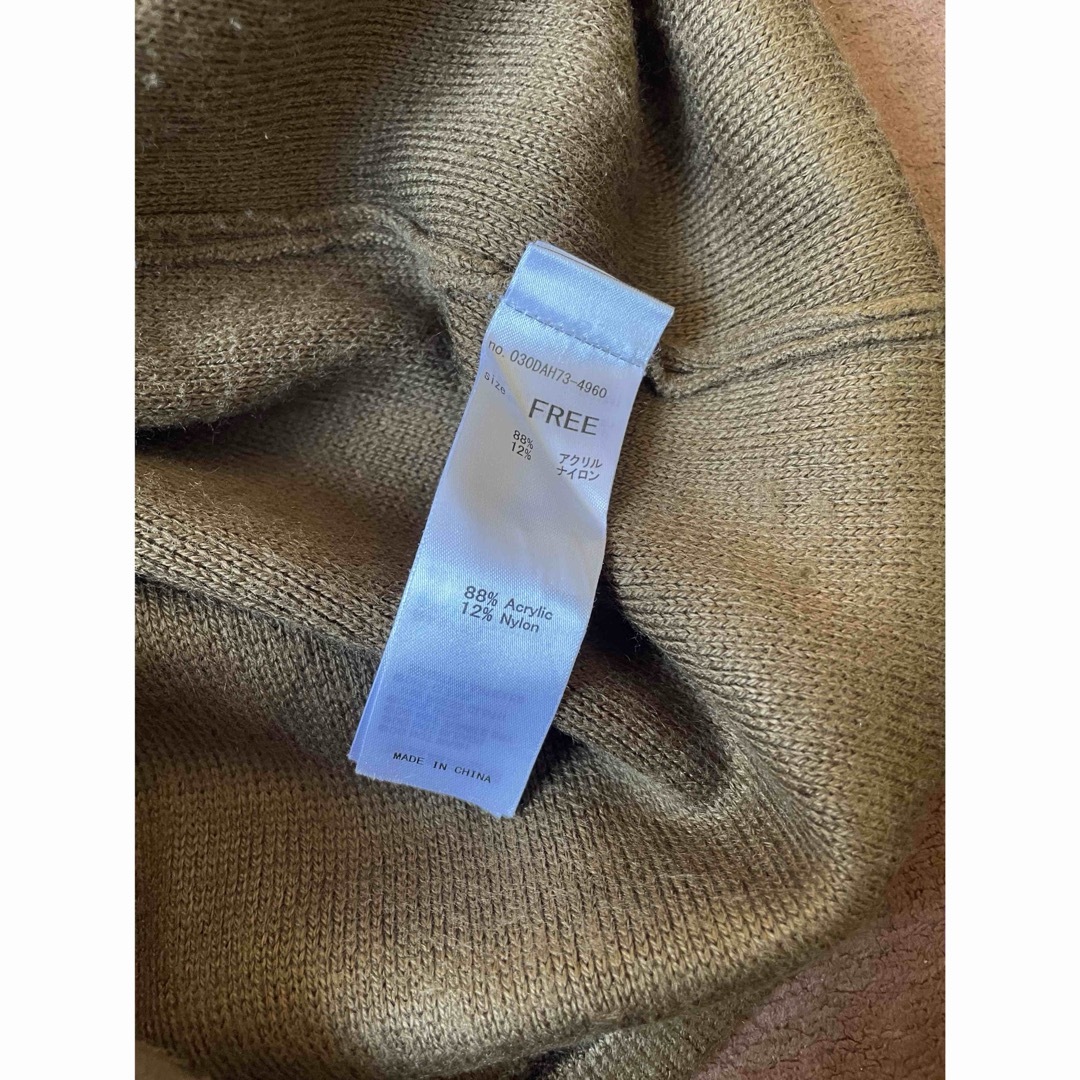 no. 030DAH73-4960
size FREE
88% アクリル
12% ナイロン
88% Acrylic
12% Nylon
MADE IN CHINA